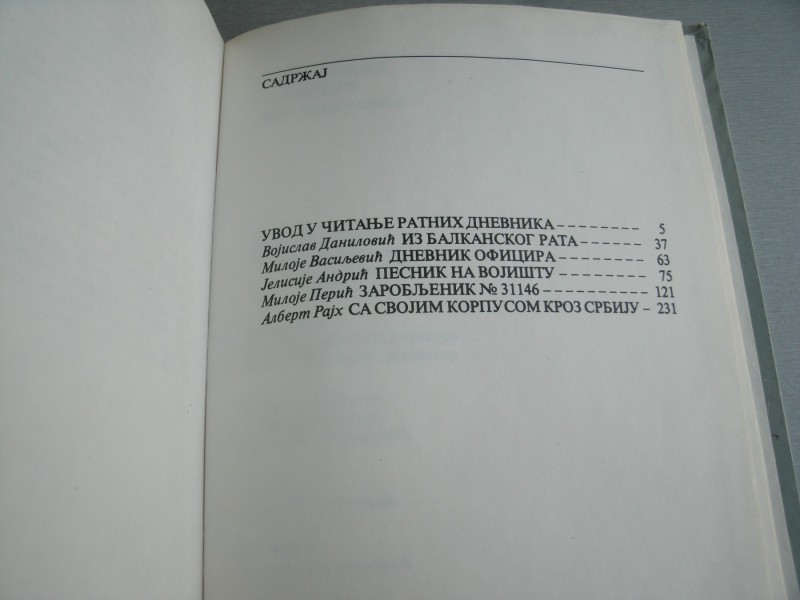 САДРЖАЈ
УВОД У ЧИТАЊЕ РАТНИХ ДНЕВНИКА – – – – – – – – 5
Војислав Даниловић ИЗ БАЛКАНСКОГ РАТА – – – – – – 37
Милоје Васиљевић ДНЕВНИК ОФИЦИРА – – – – – – – – 63
Јелисије Андрић ПЕСНИК НА ВОЈИШТУ – – – – – – – – 75
Милоје Перић ЗАРОБЉЕНИК № 31146 – – – – – – – – – 121
Алберт Рајх СА СВОЈИМ КОРПУСОМ КРОЗ СРБИЈУ – 231